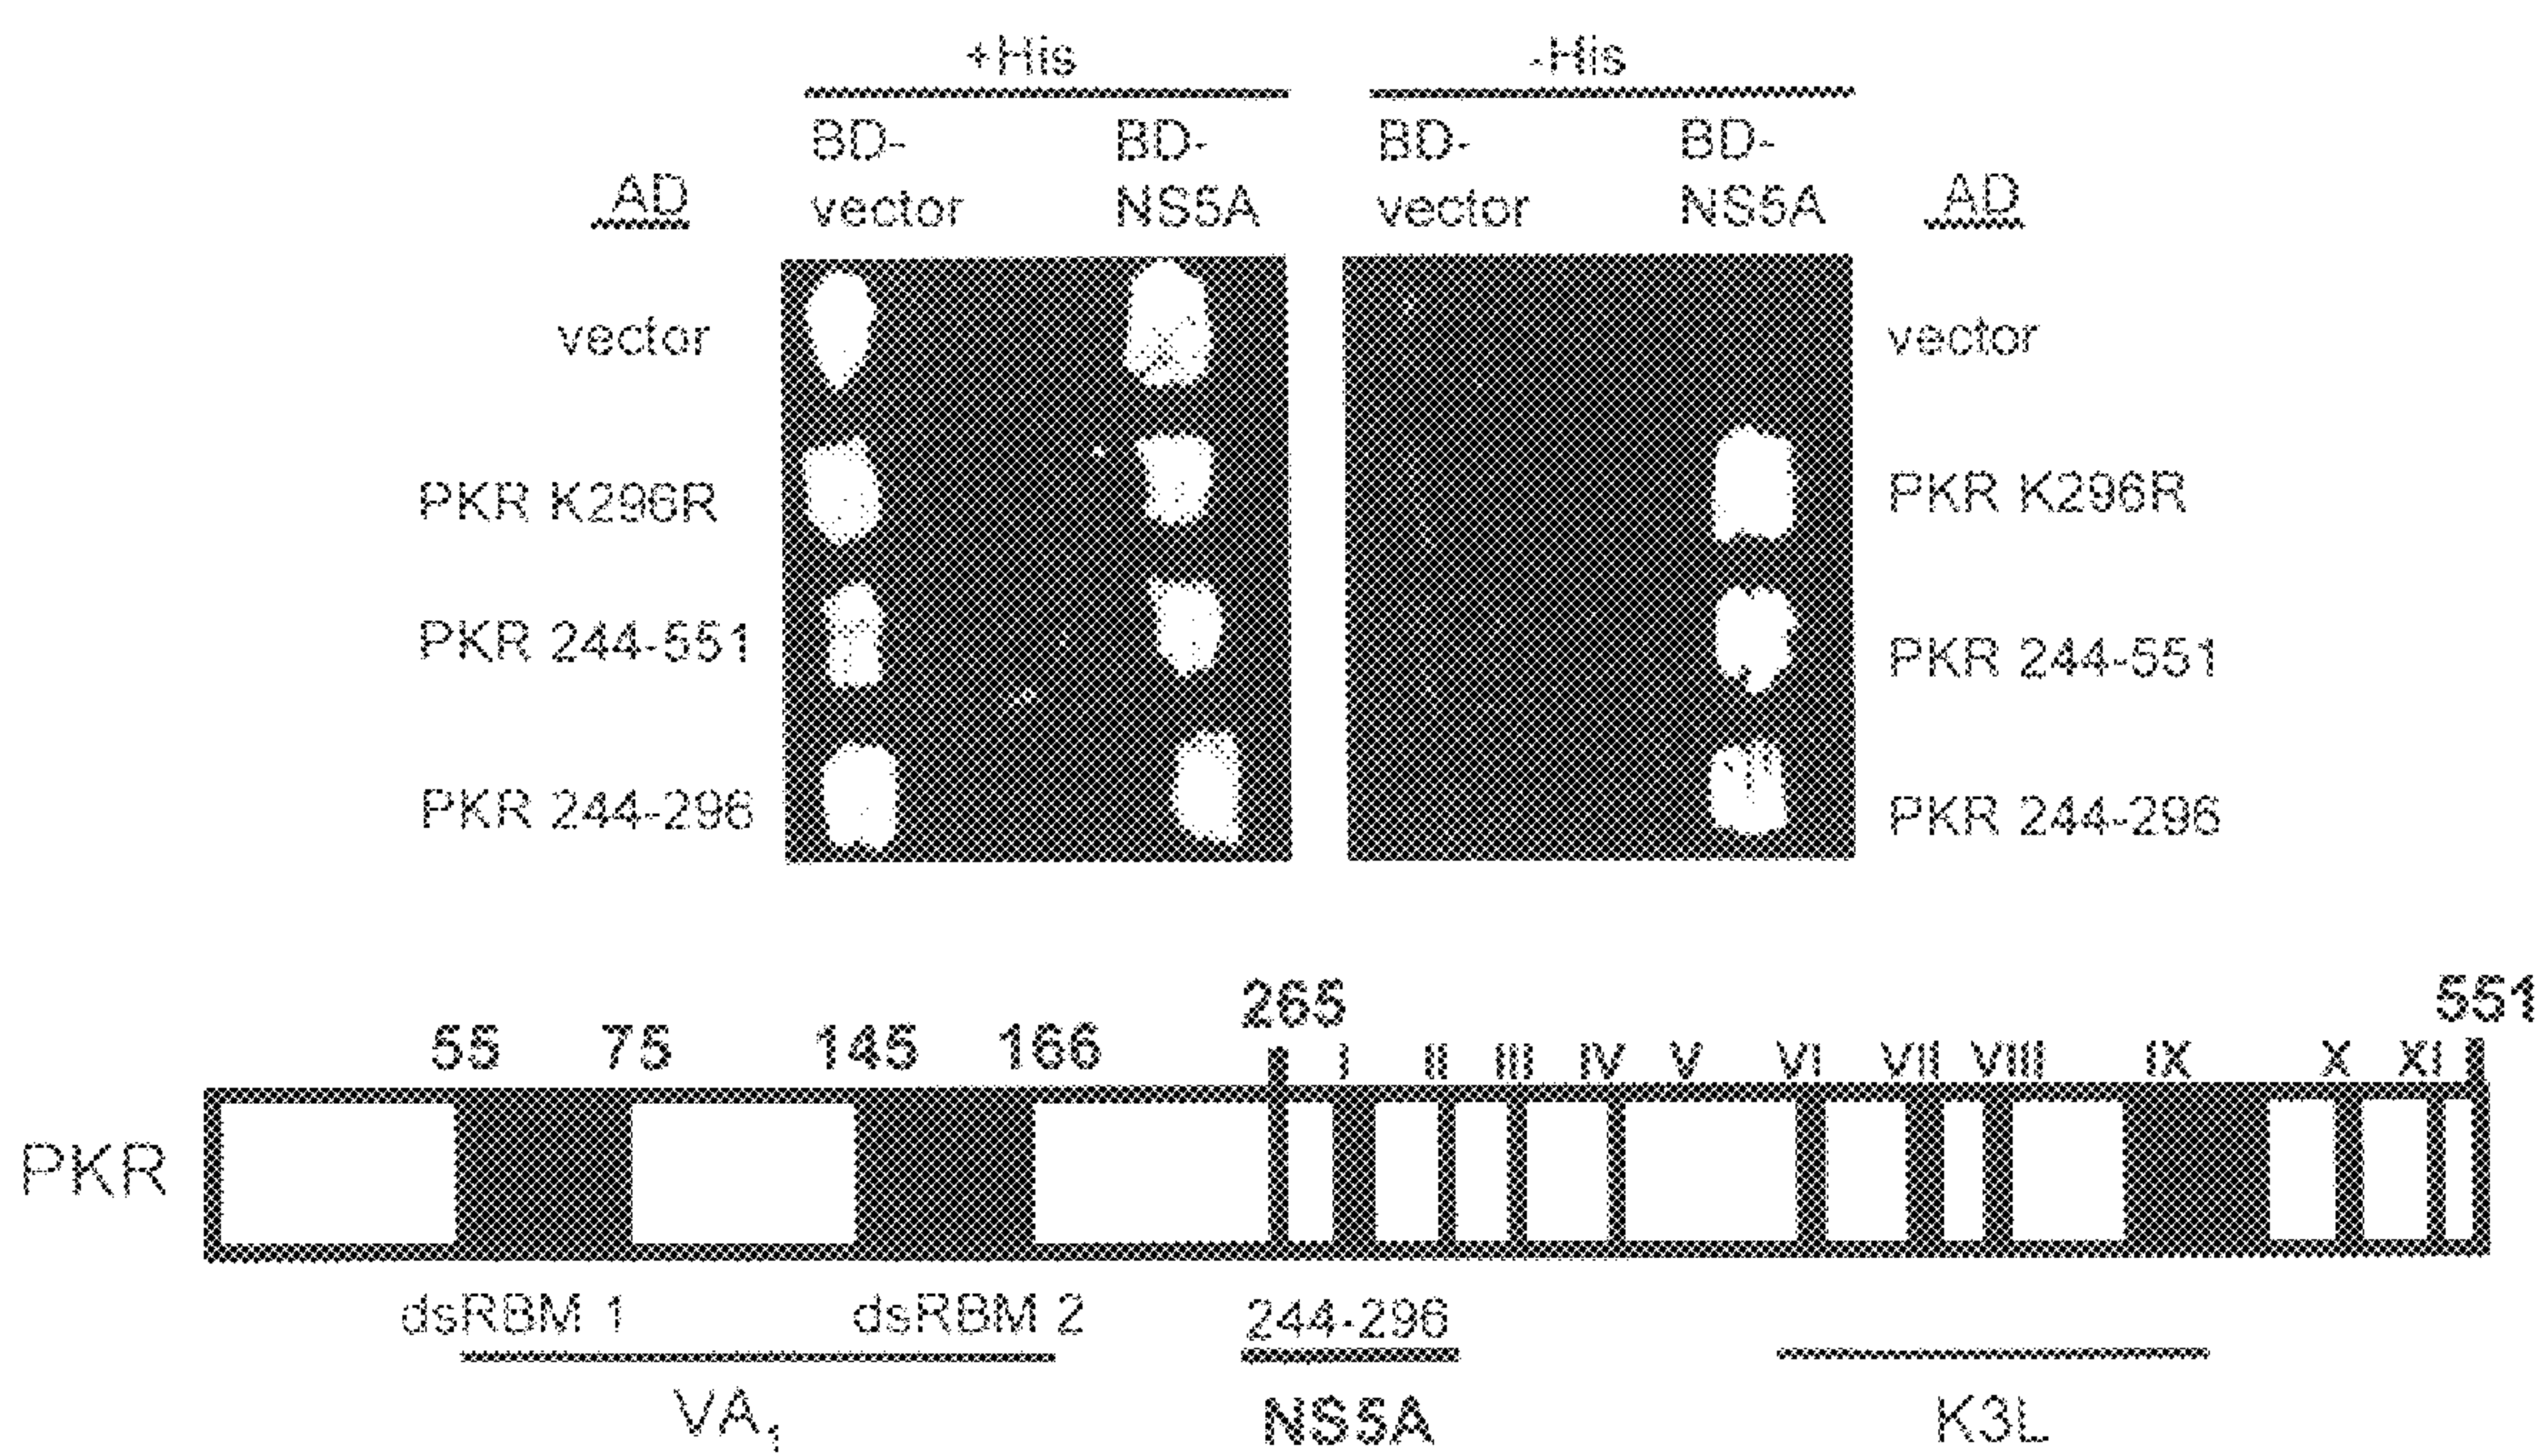 +His -His
BD- BD- BD- BD-
AD vector NS5A vector NS5A AD
vector vector
PKR K296R PKR K296R
PKR 244-551 PKR 244-551
PKR 244-296 PKR 244-296
265 551
55 75 145 166 I II III IV V VI VII VIII IX X XI
PKR
dsRBM 1 dsRBM 2 244-296
VA₁ NS5A K3L